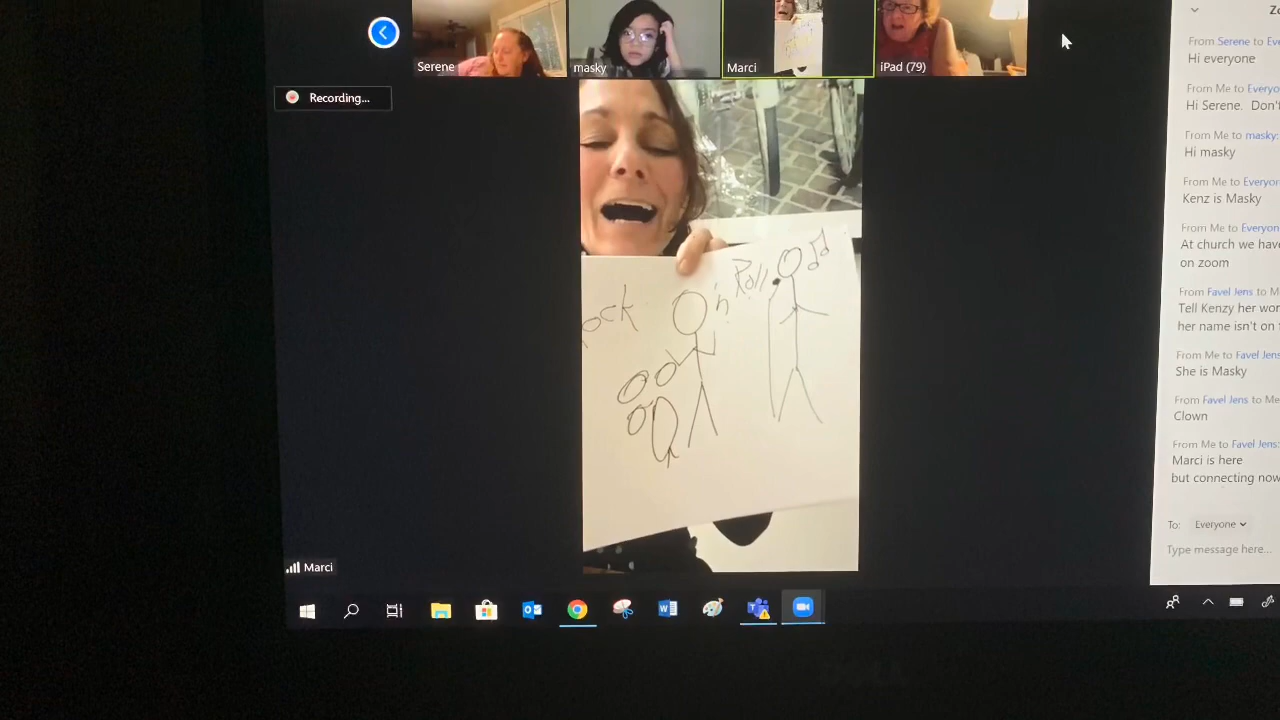 Serene
masky
Marci
iPad (79)
Recording...
ock
'n
Roll
Marci
Zo
From Serene to Eve
Hi everyone
From Me to Everyo
Hi Serene. Don't
From Me to masky:
Hi masky
From Me to Everyon
Kenz is Masky
From Me to Everyon
At church we have
on zoom
From Favel Jens to M
Tell Kenzy her wor
her name isn't on
From Me to Favel Jens
She is Masky
From Favel Jens to Me
Clown
From Me to Favel Jens:
Marci is here
but connecting now
To: Everyone
Type message here...